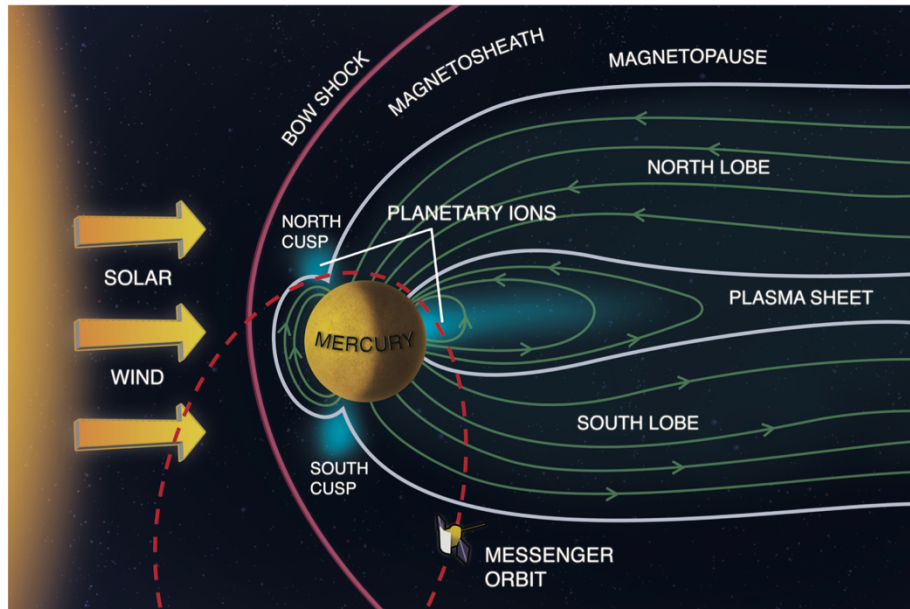 BOW SHOCK
MAGNETOSHEATH
MAGNETOPAUSE
NORTH LOBE
NORTH
CUSP
PLANETARY IONS
SOLAR
WIND
PLASMA SHEET
MERCURY
SOUTH LOBE
SOUTH
CUSP
MESSENGER
ORBIT